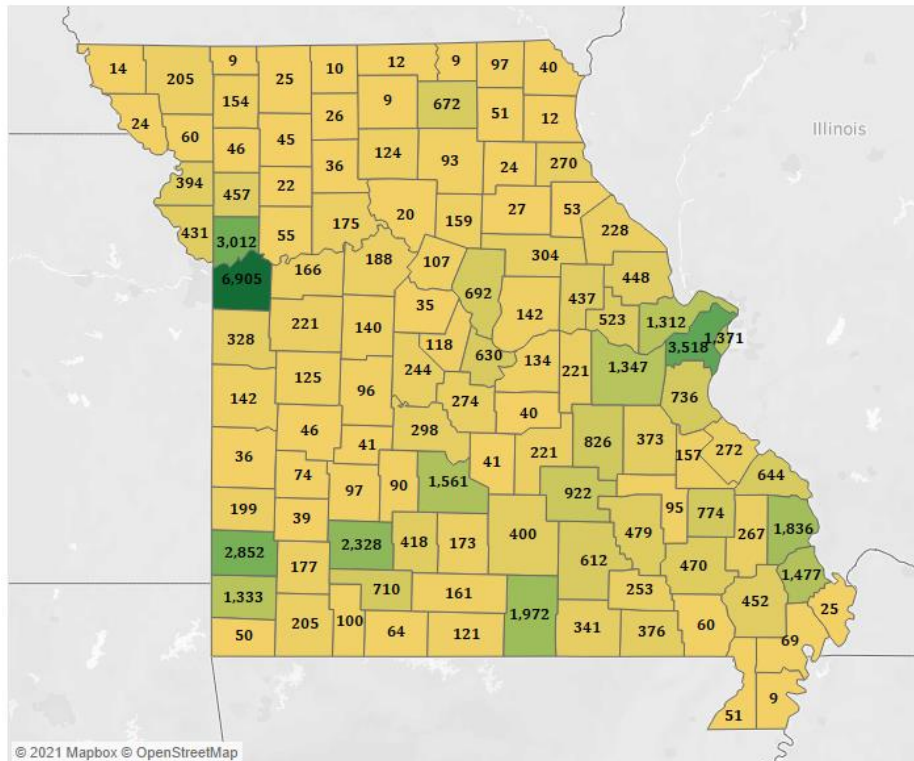 14 205 9 25 10 12 9 97 40
154 26 9 672 51 12
24 60 46 45 Illinois
36 124 93 24 270
394 457 22
431 3,012 55 175 20 159 27 53 228
6,905 166 188 107 304
35 692 142 437 448
328 221 140 118 523 1,312 1,371
630 134 3,518
244 221 1,347
142 125 96 274 40 736
46 298 826 373
36 41 41 221 157 272
74 97 90 1,561 644
199 922 95 774
39 400 479 267 1,836
2,852 2,328 418 173
177 612 470 1,477
1,333 710 161 253 452
50 205 100 64 121 1,972 341 376 60 69 25
51 9
© 2021 Mapbox © OpenStreetMap